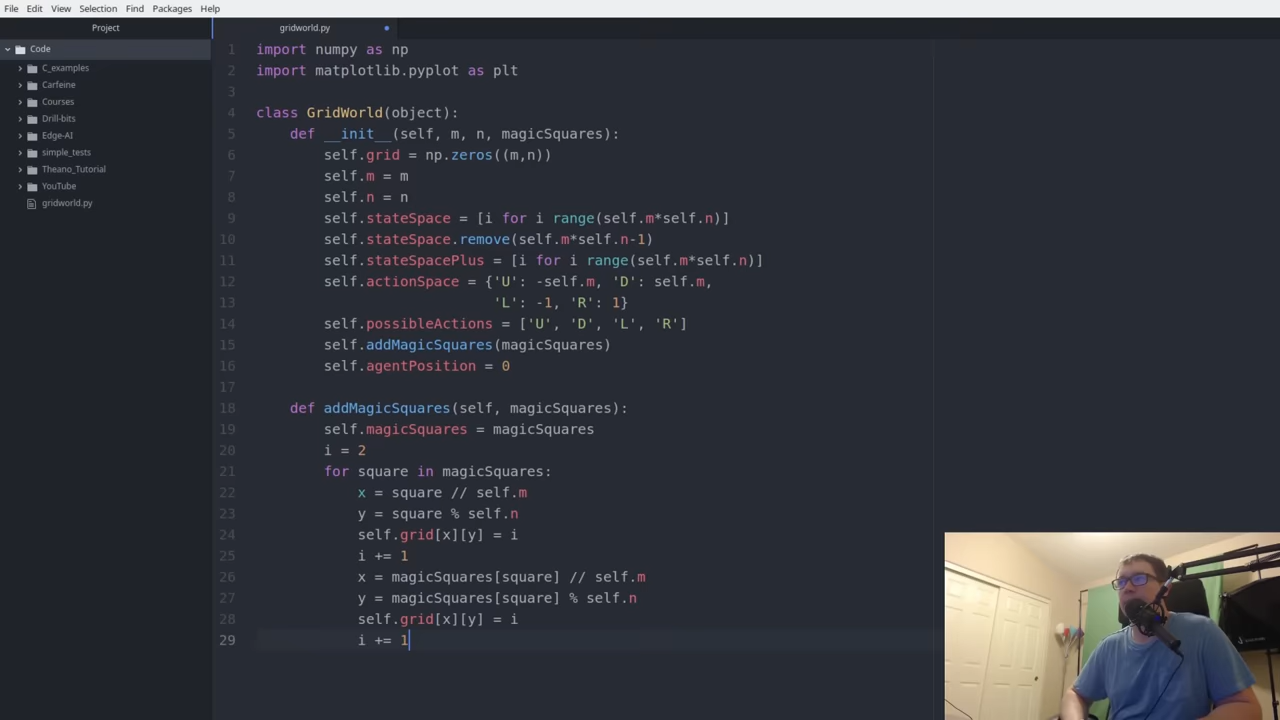 File Edit View Selection Find Packages Help
Project
gridworld.py
Code
C_examples
Carfeine
Courses
Drill-bits
Edge-AI
simple_tests
Theano_Tutorial
YouTube
gridworld.py
1 import numpy as np
2 import matplotlib.pyplot as plt
3
4 class GridWorld(object):
5     def __init__(self, m, n, magicSquares):
6         self.grid = np.zeros((m,n))
7         self.m = m
8         self.n = n
9         self.stateSpace = [i for i range(self.m*self.n)]
10         self.stateSpace.remove(self.m*self.n-1)
11         self.stateSpacePlus = [i for i range(self.m*self.n)]
12         self.actionSpace = {'U': -self.m, 'D': self.m,
13                             'L': -1, 'R': 1}
14         self.possibleActions = ['U', 'D', 'L', 'R']
15         self.addMagicSquares(magicSquares)
16         self.agentPosition = 0
17
18     def addMagicSquares(self, magicSquares):
19         self.magicSquares = magicSquares
20         i = 2
21         for square in magicSquares:
22             x = square // self.m
23             y = square % self.n
24             self.grid[x][y] = i
25             i += 1
26             x = magicSquares[square] // self.m
27             y = magicSquares[square] % self.n
28             self.grid[x][y] = i
29             i += 1